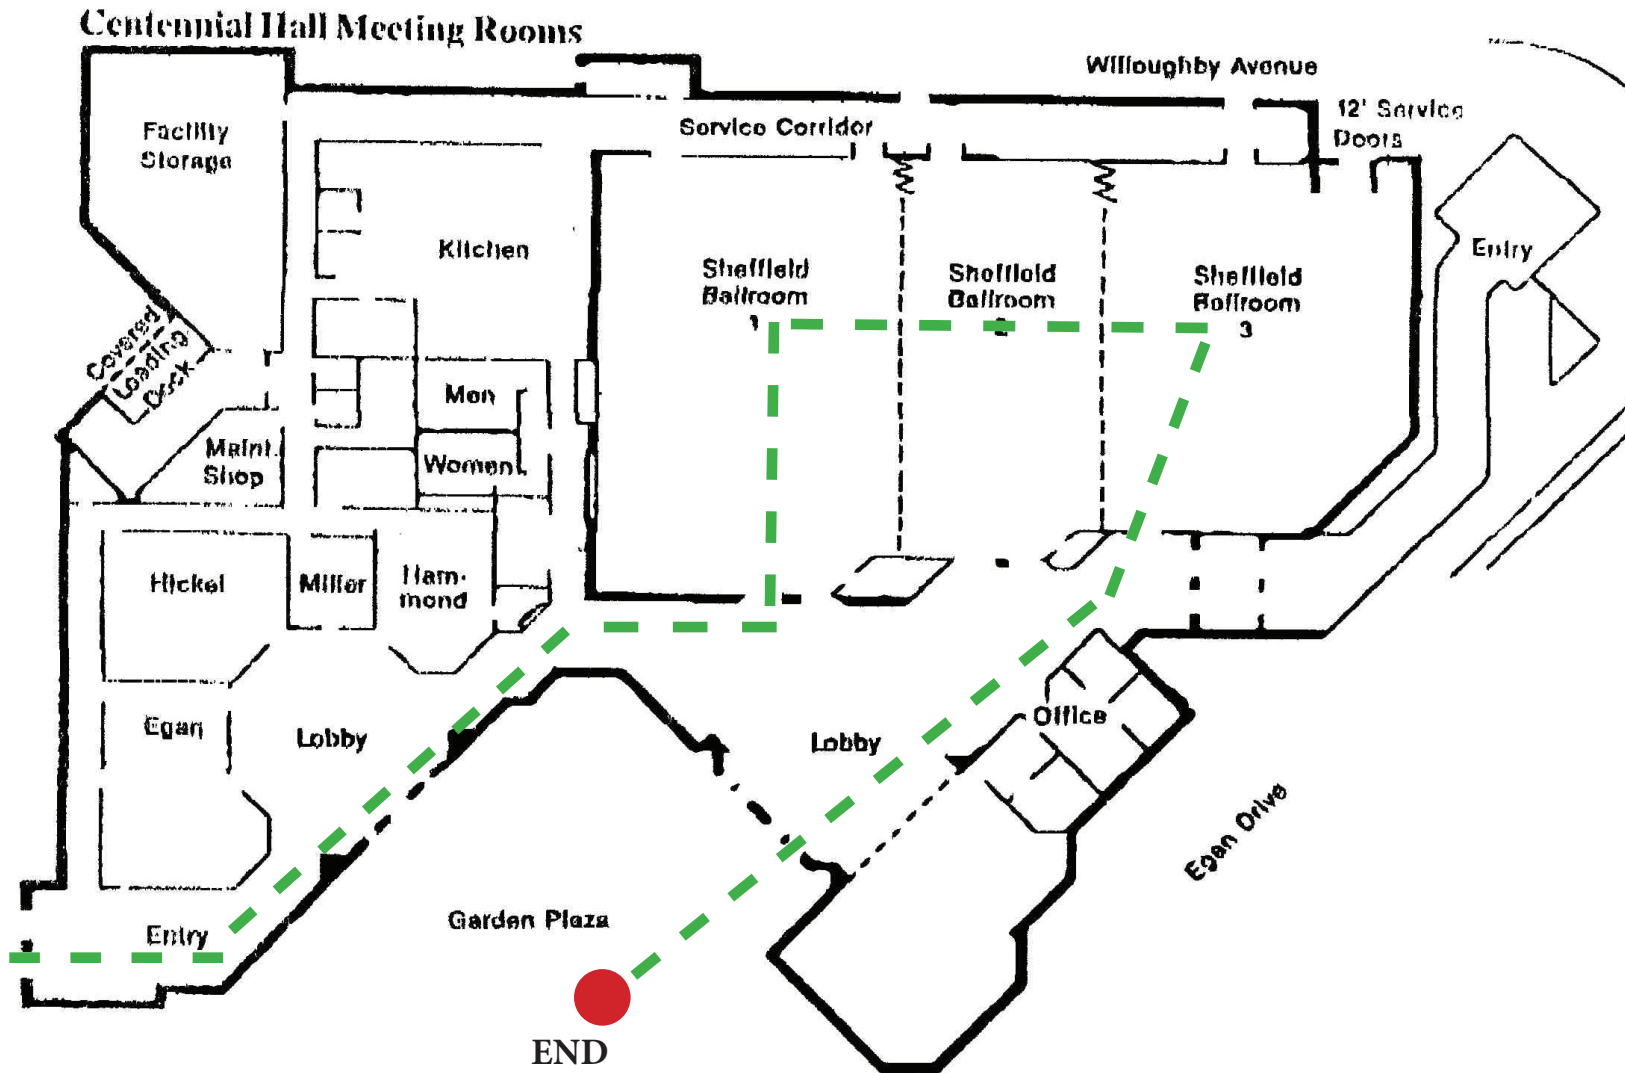 Centennial Hall Meeting Rooms
Willoughby Avenue
12' Service
Doors
Service Corridor
Facility
Storage
Kitchen
Sheffield
Ballroom
1
Sheffield
Ballroom
2
Sheffield
Ballroom
3
Entry
Covered
Loading
Dock
Men
Women
Maint.
Shop
Hickel
Miller
Ham-
mond
Egan
Lobby
Lobby
Office
Egan Drive
Entry
Garden Plaza
END